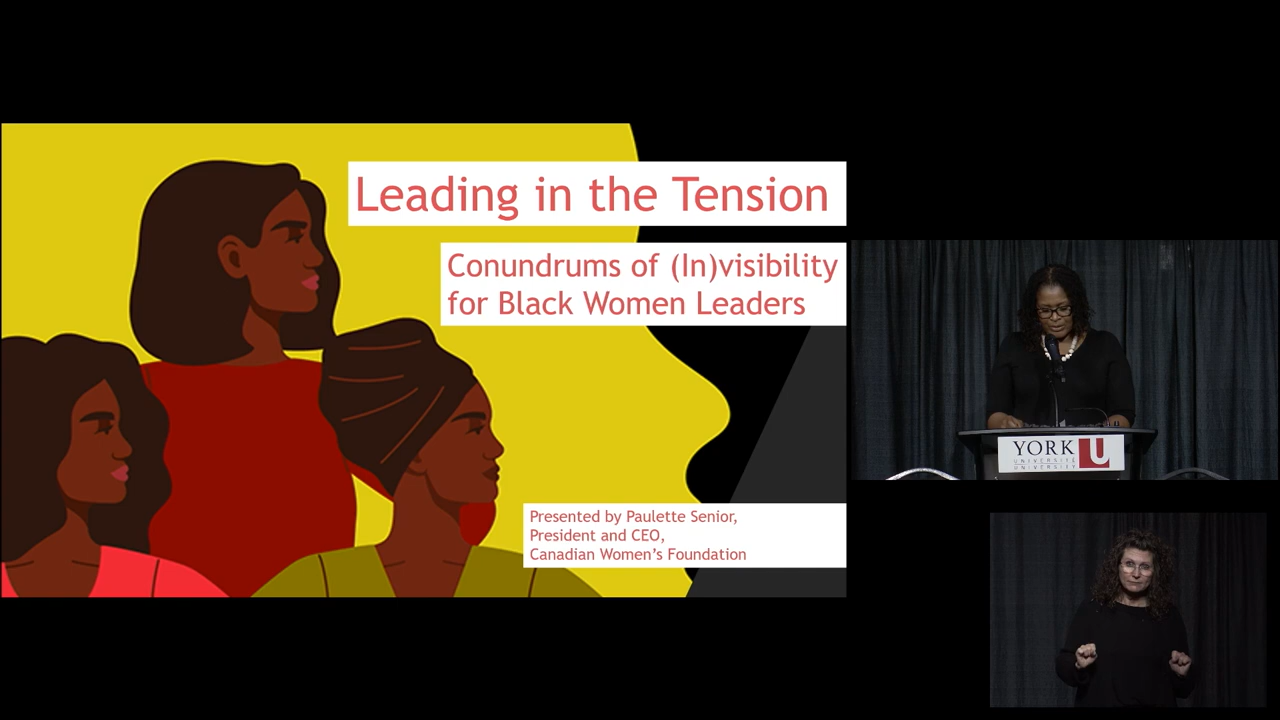 Leading in the Tension
Conundrums of (In)visibility
for Black Women Leaders
Presented by Paulette Senior,
President and CEO,
Canadian Women's Foundation
YORK U
UNIVERSITÉ
UNIVERSITY